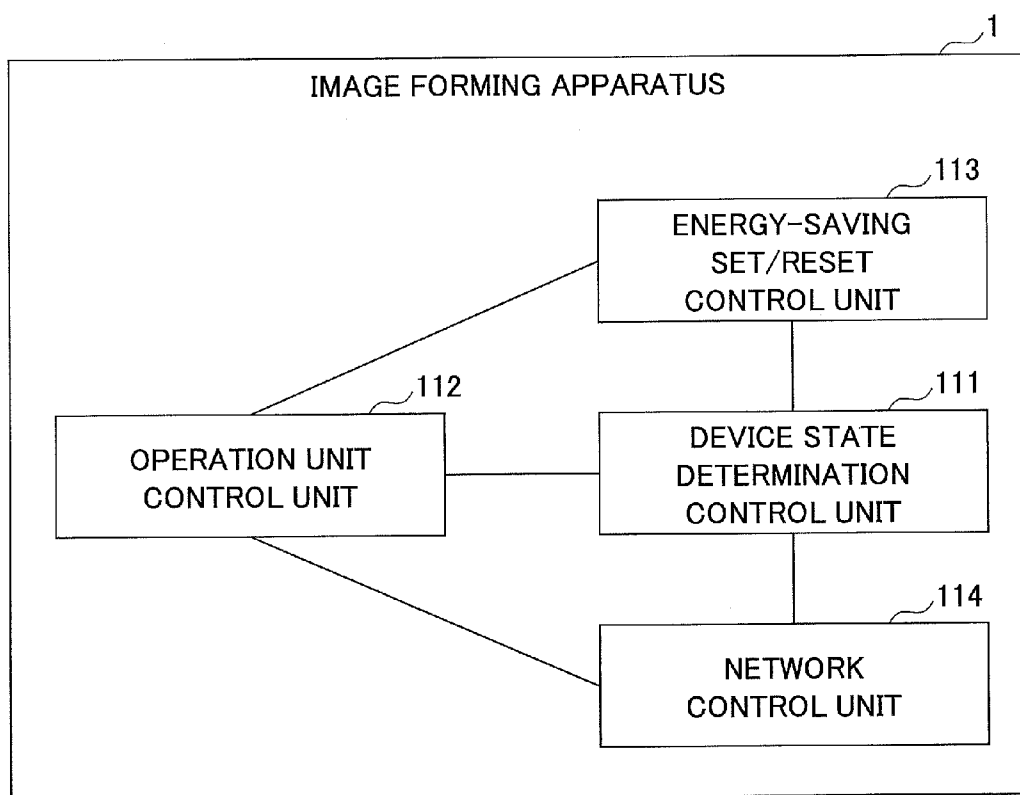 1
IMAGE FORMING APPARATUS
113
ENERGY-SAVING
SET/RESET
CONTROL UNIT
112
OPERATION UNIT
CONTROL UNIT
111
DEVICE STATE
DETERMINATION
CONTROL UNIT
114
NETWORK
CONTROL UNIT